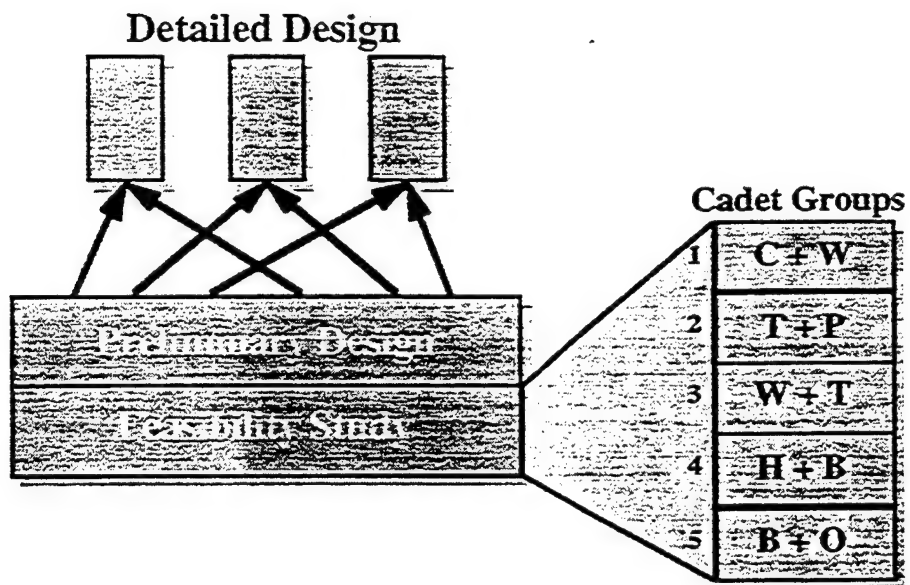 Detailed Design
Cadet Groups
1 C + W
2 T + P
3 W + T
4 H + B
5 B + O
Preliminary Design
Feasibility Study